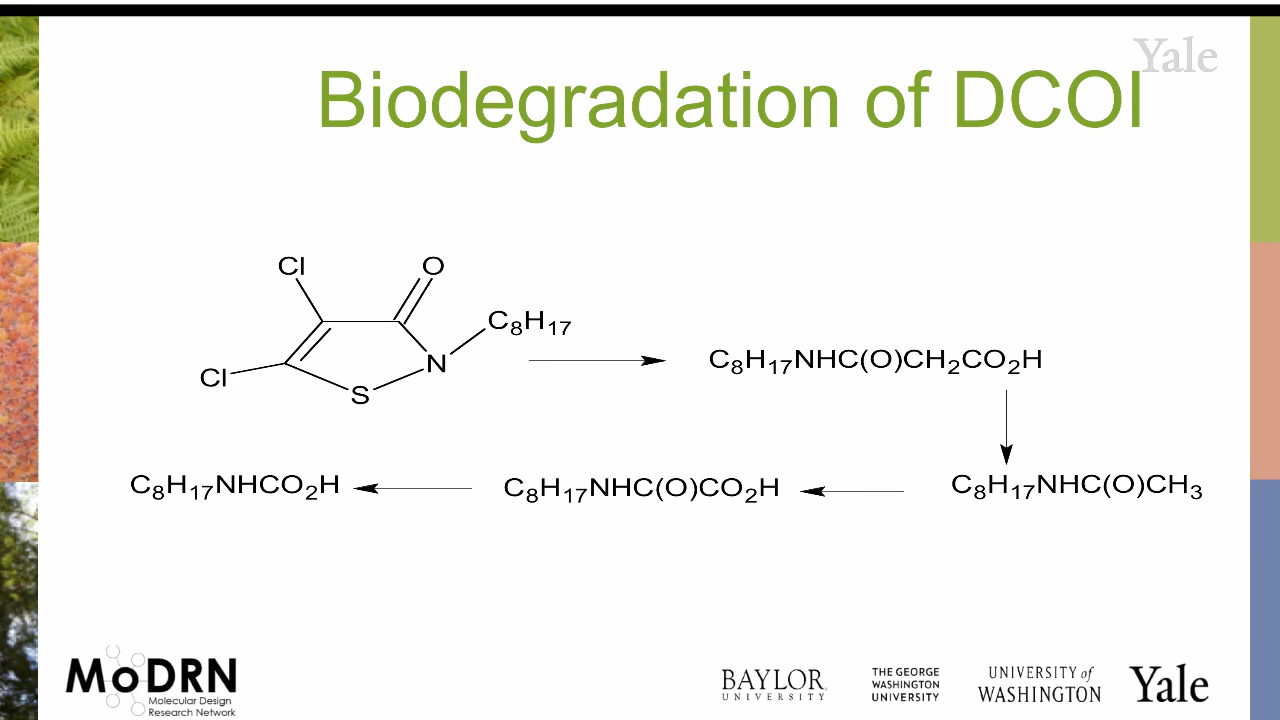 Yale
Biodegradation of DCOI
Cl
O
C₈H₁₇
Cl
N
S
C₈H₁₇NHC(O)CH₂CO₂H
C₈H₁₇NHCO₂H
C₈H₁₇NHC(O)CO₂H
C₈H₁₇NHC(O)CH₃
MoDRN
Molecular Design
Research Network
BAYLOR
UNIVERSITY
THE GEORGE
WASHINGTON
UNIVERSITY
UNIVERSITY of
WASHINGTON
Yale